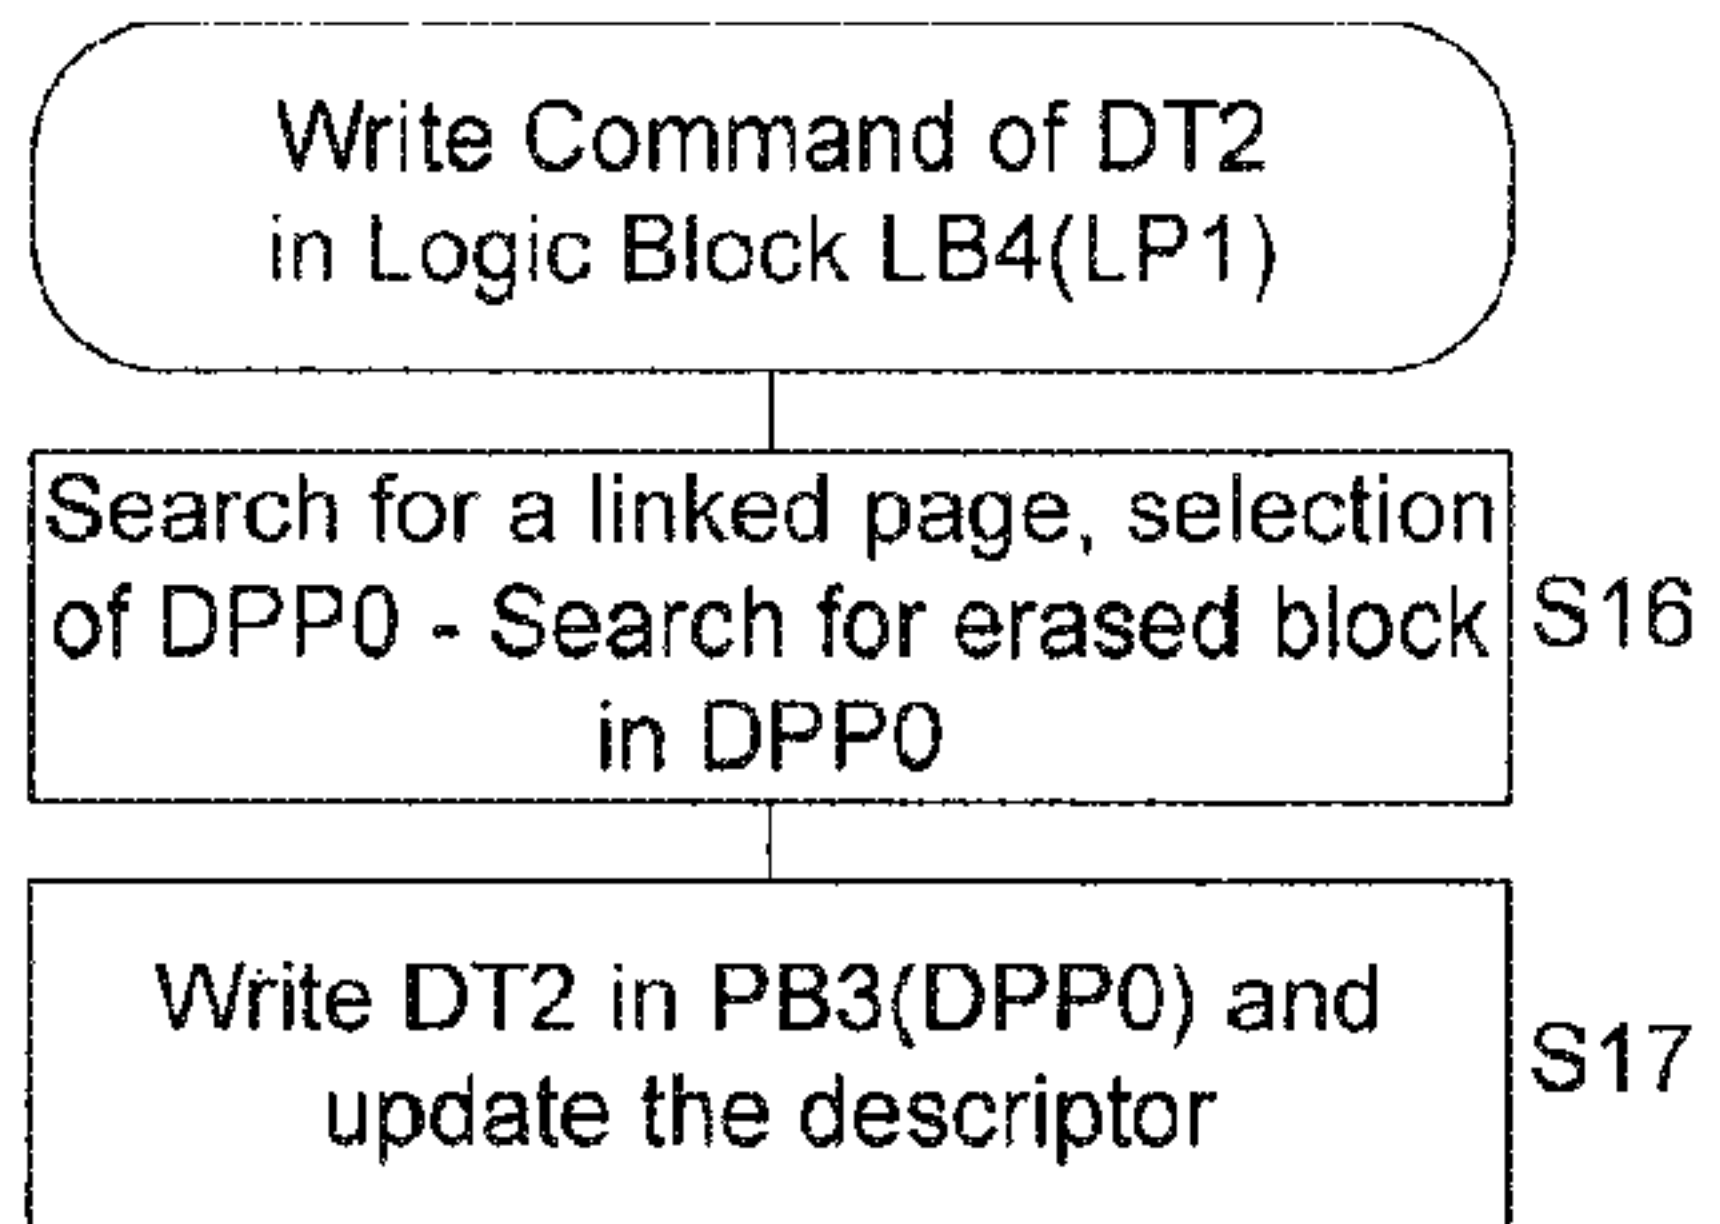 Write Command of DT2
in Logic Block LB4(LP1)
Search for a linked page, selection
of DPP0 - Search for erased block
in DPP0
S16
Write DT2 in PB3(DPP0) and
update the descriptor
S17